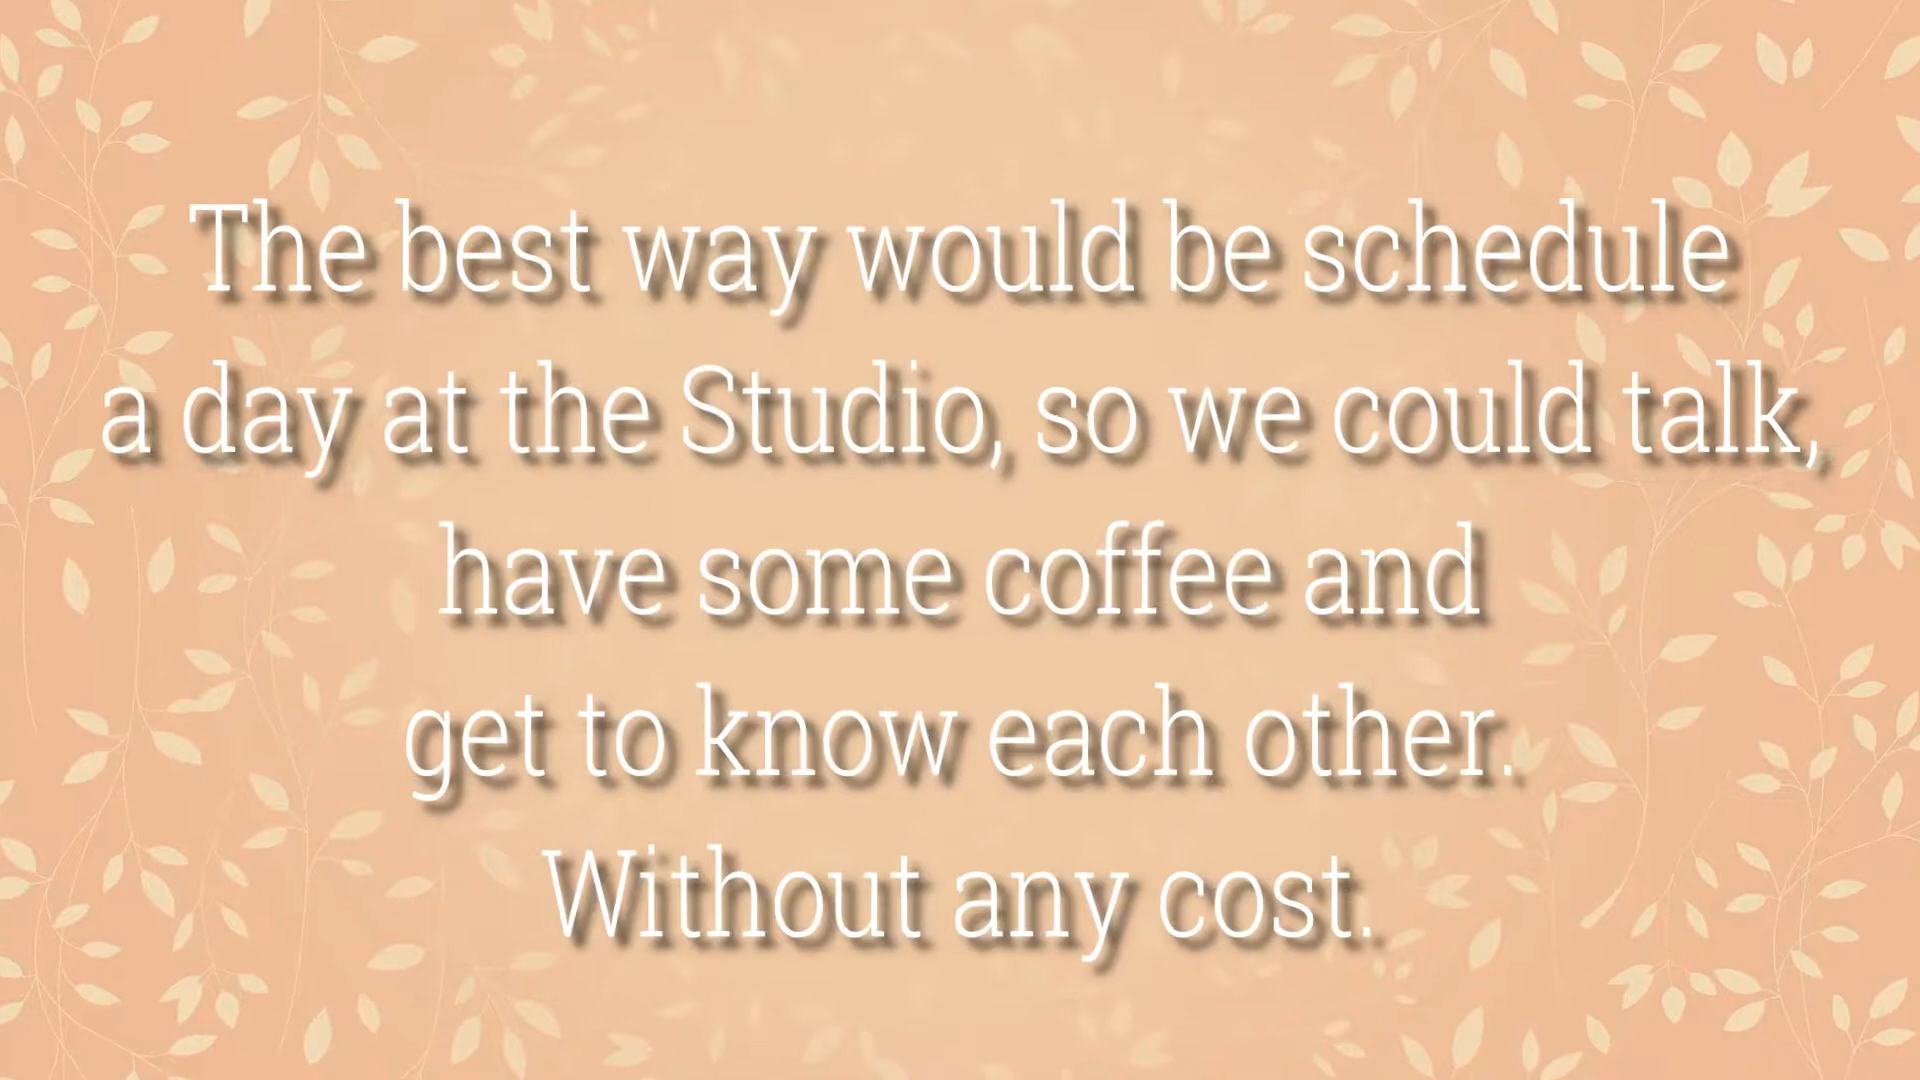 The best way would be schedule
a day at the Studio, so we could talk,
have some coffee and
get to know each other.
Without any cost.